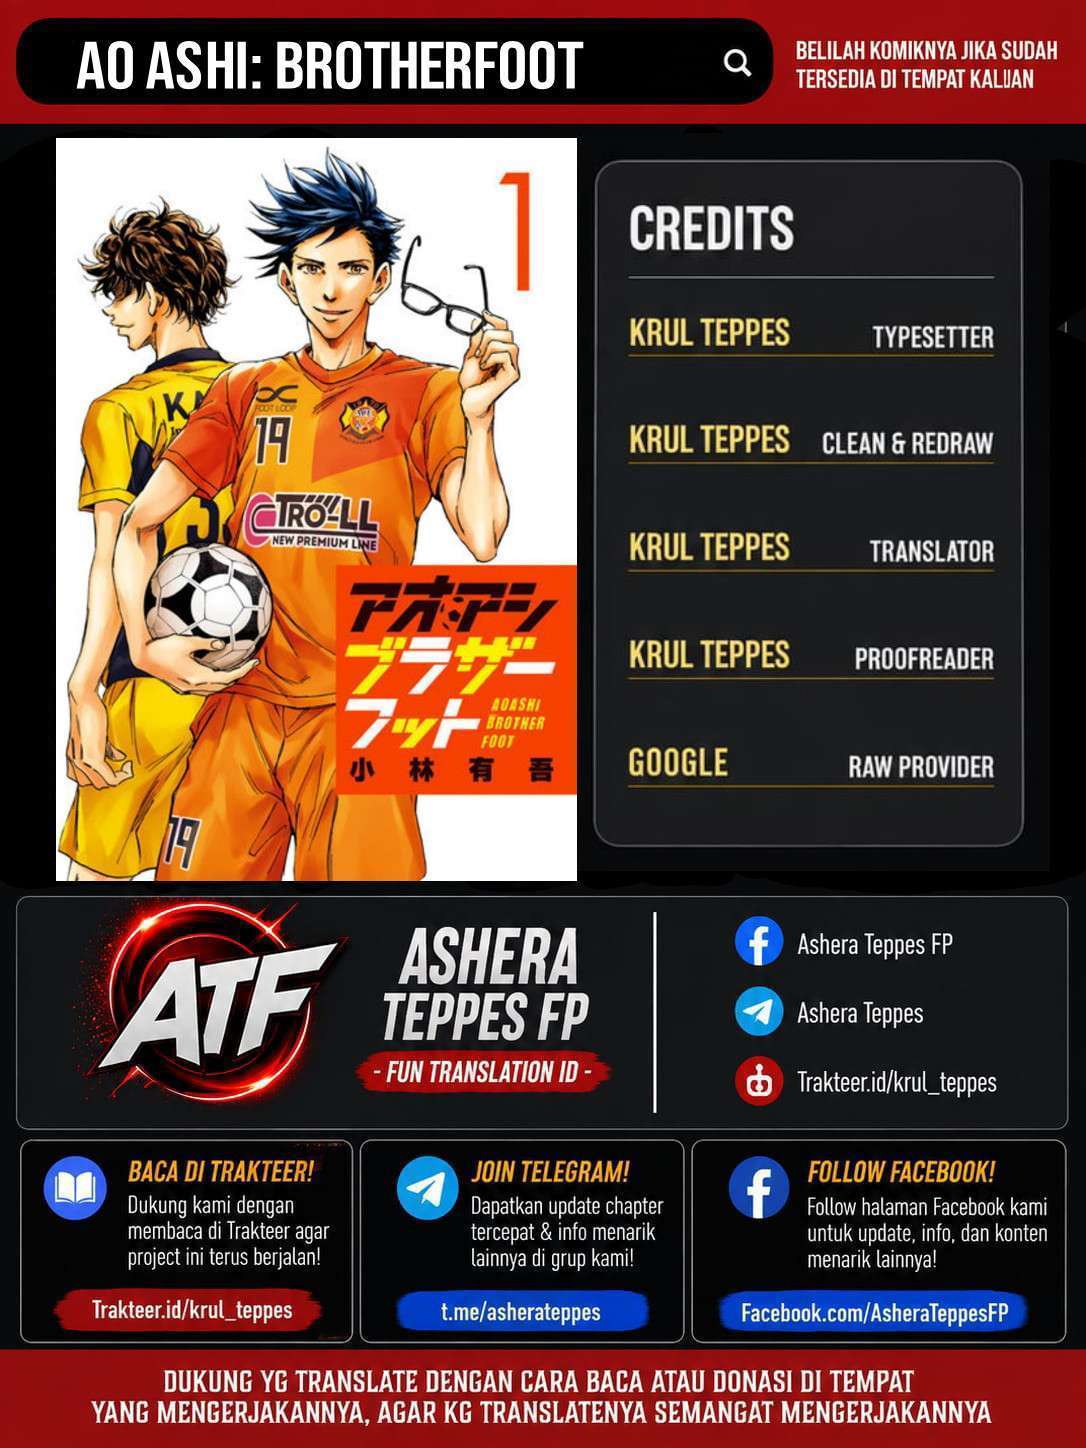 AO ASHI: BROTHERFOOT
BELILAH KOMIKNYA JIKA SUDAH
TERSEDIA DI TEMPAT KALIAN
1
KA
3
FOOT LOOP
19
TRO-LL
NEW PREMIUM LINE
アオアシ
ブラザー
フット
AOASHI
BROTHER
FOOT
小林有吾
19
CREDITS
KRUL TEPPES TYPESETTER
KRUL TEPPES CLEAN & REDRAW
KRUL TEPPES TRANSLATOR
KRUL TEPPES PROOFREADER
GOOGLE RAW PROVIDER
ATF
ASHERA
TEPPES FP
- FUN TRANSLATION ID -
Ashera Teppes FP
Ashera Teppes
Trakteer.id/krul_teppes
BACA DI TRAKTEER!
Dukung kami dengan
membaca di Trakteer agar
project ini terus berjalan!
Trakteer.id/krul_teppes
JOIN TELEGRAM!
Dapatkan update chapter
tercepat & info menarik
lainnya di grup kami!
t.me/asherateppes
FOLLOW FACEBOOK!
Follow halaman Facebook kami
untuk update, info, dan konten
menarik lainnya!
Facebook.com/AsheraTeppesFP
DUKUNG YG TRANSLATE DENGAN CARA BACA ATAU DONASI DI TEMPAT
YANG MENGERJAKANNYA, AGAR KG TRANSLATENYA SEMANGAT MENGERJAKANNYA